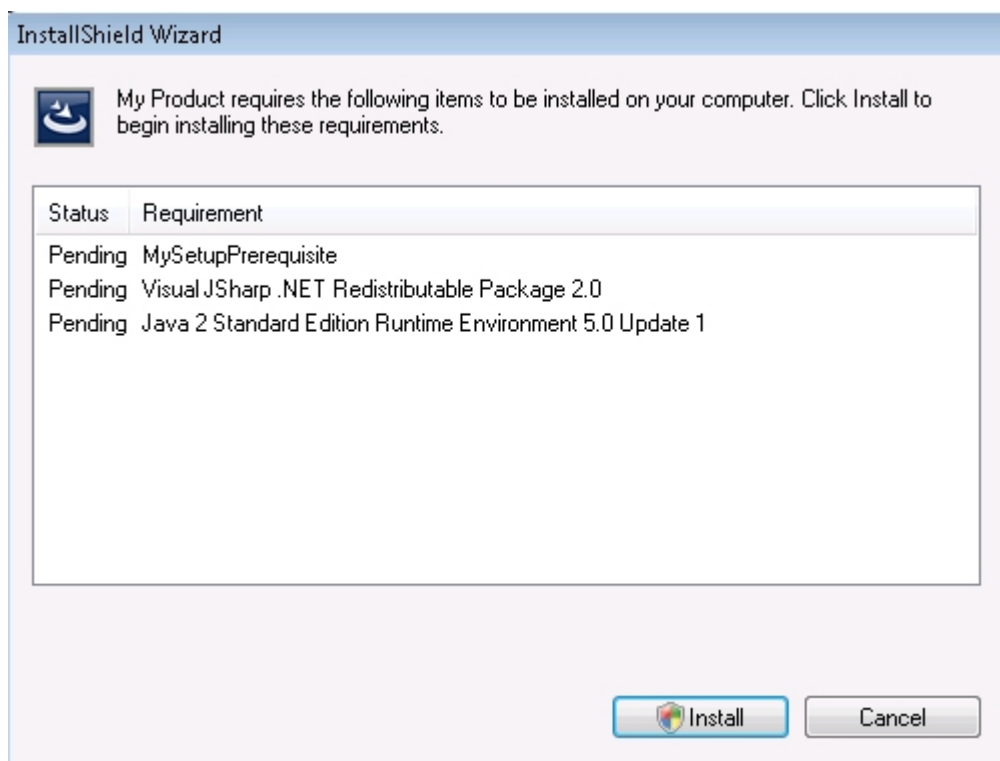 InstallShield Wizard
My Product requires the following items to be installed on your computer. Click Install to
begin installing these requirements.
Status Requirement
Pending MySetupPrerequisite
Pending Visual JSharp .NET Redistributable Package 2.0
Pending Java 2 Standard Edition Runtime Environment 5.0 Update 1
Install Cancel